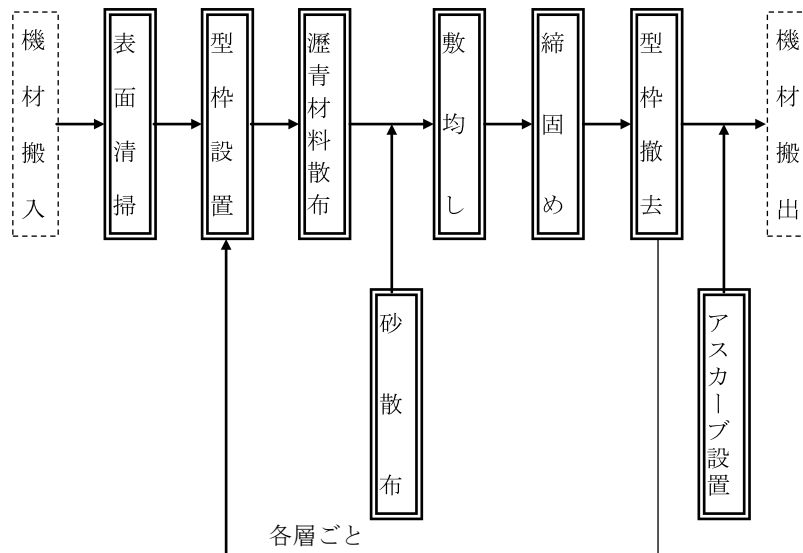 機材搬入
表面清掃
型枠設置
瀝青材料散布
敷均し
締固め
型枠撤去
機材搬出
砂散布
アスカーブ設置
各層ごと